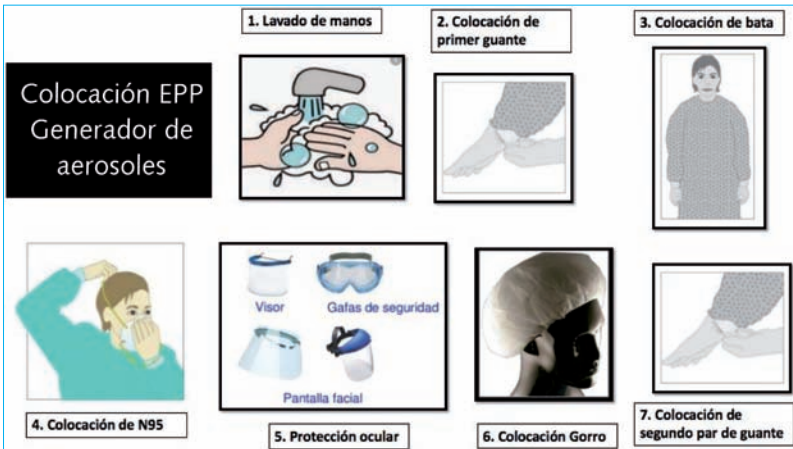 Colocación EPP
Generador de
aerosoles
1. Lavado de manos
2. Colocación de
primer guante
3. Colocación de bata
4. Colocación de N95
Visor
Gafas de seguridad
Pantalla facial
5. Protección ocular
6. Colocación Gorro
7. Colocación de
segundo par de guante